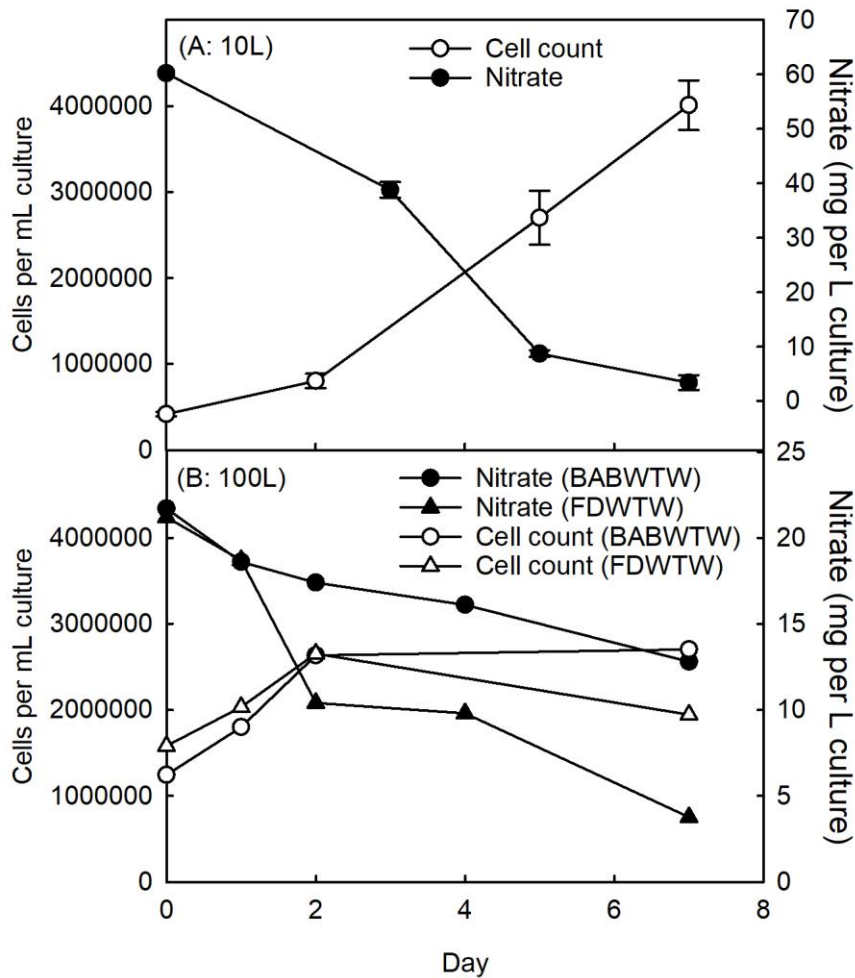 (A: 10L)
Cell count
Nitrate
Cells per mL culture
4000000
3000000
2000000
1000000
0
70
60
50
40
30
20
10
0
Nitrate (mg per L culture)
(B: 100L)
Nitrate (BABWTW)
Nitrate (FDWTW)
Cell count (BABWTW)
Cell count (FDWTW)
Cells per mL culture
4000000
3000000
2000000
1000000
0
25
20
15
10
5
0
Nitrate (mg per L culture)
0 2 4 6 8
Day